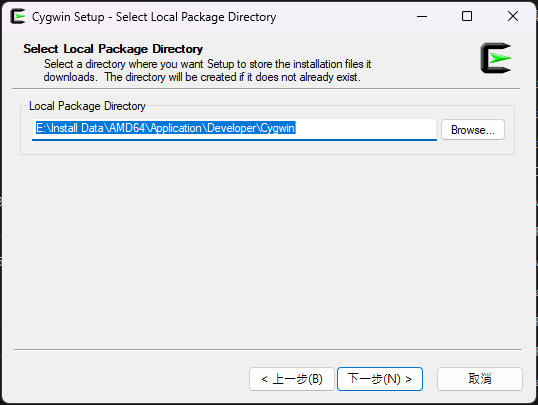 Cygwin Setup - Select Local Package Directory
Select Local Package Directory
Select a directory where you want Setup to store the installation files it
downloads. The directory will be created if it does not already exist.
Local Package Directory
E:\Install Data\AMD64\Application\Developer\Cygwin
Browse...
< 上一步(B)
下一步(N) >
取消